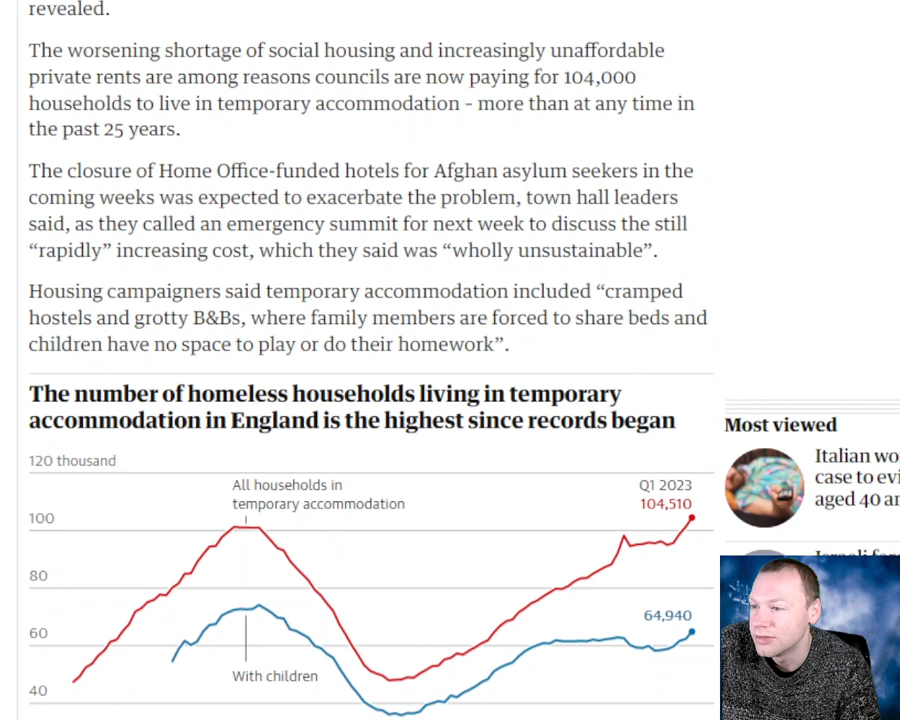 revealed.
The worsening shortage of social housing and increasingly unaffordable
private rents are among reasons councils are now paying for 104,000
households to live in temporary accommodation – more than at any time in
the past 25 years.
The closure of Home Office-funded hotels for Afghan asylum seekers in the
coming weeks was expected to exacerbate the problem, town hall leaders
said, as they called an emergency summit for next week to discuss the still
“rapidly” increasing cost, which they said was “wholly unsustainable”.
Housing campaigners said temporary accommodation included “cramped
hostels and grotty B&Bs, where family members are forced to share beds and
children have no space to play or do their homework”.
The number of homeless households living in temporary
accommodation in England is the highest since records began
120 thousand
All households in
temporary accommodation
Q1 2023
104,510
100
80
60
64,940
With children
40
Most viewed
Italian wo
case to evi
aged 40 an